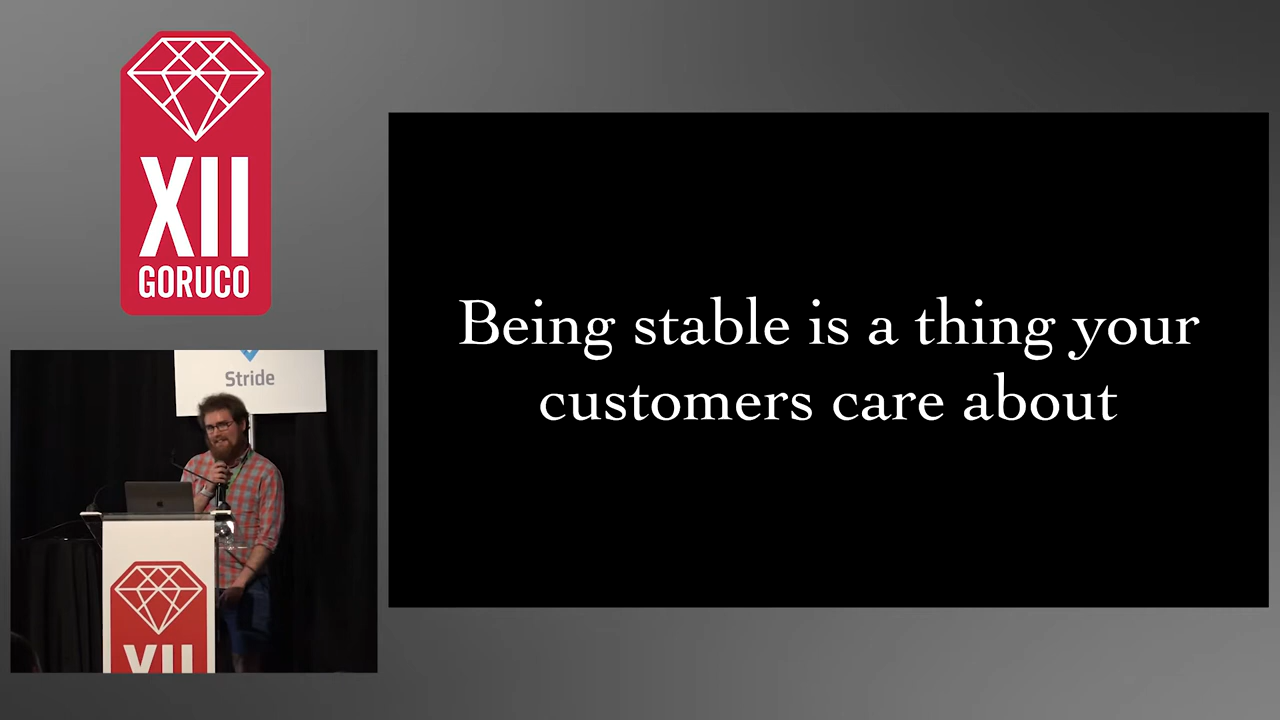 XII
GORUCO
Stride
XII
Being stable is a thing your
customers care about